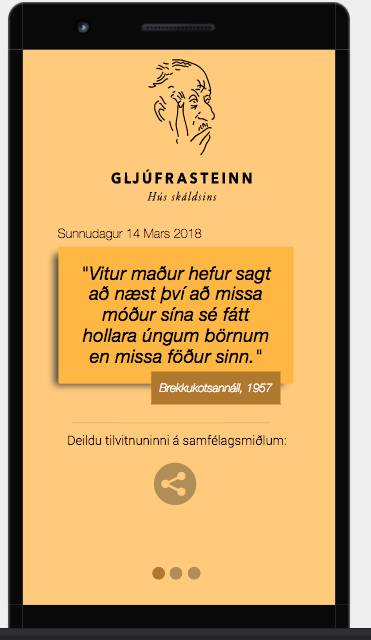 GLJÚFRASTEINN
Hús skáldsins
Sunnudagur 14 Mars 2018
"Vitur maður hefur sagt
að næst því að missa
móður sína sé fátt
hollara úngum börnum
en missa föður sinn."
Brekkukotsannáll, 1957
Deildu tilvitnuninni á samfélagsmiðlum: